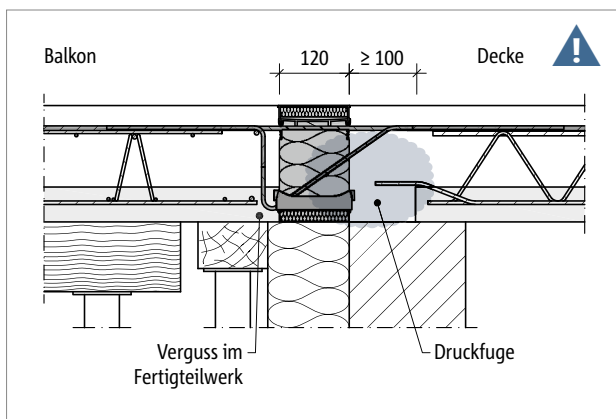 Balkon
120
≥ 100
Decke
!
Verguss im
Fertigteilwerk
Druckfuge